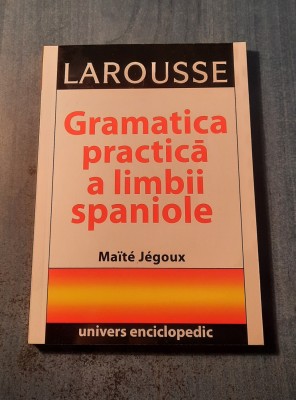 LAROUSSE
Gramatica
practică
a limbii
spaniole
Maïté Jégoux
univers enciclopedic